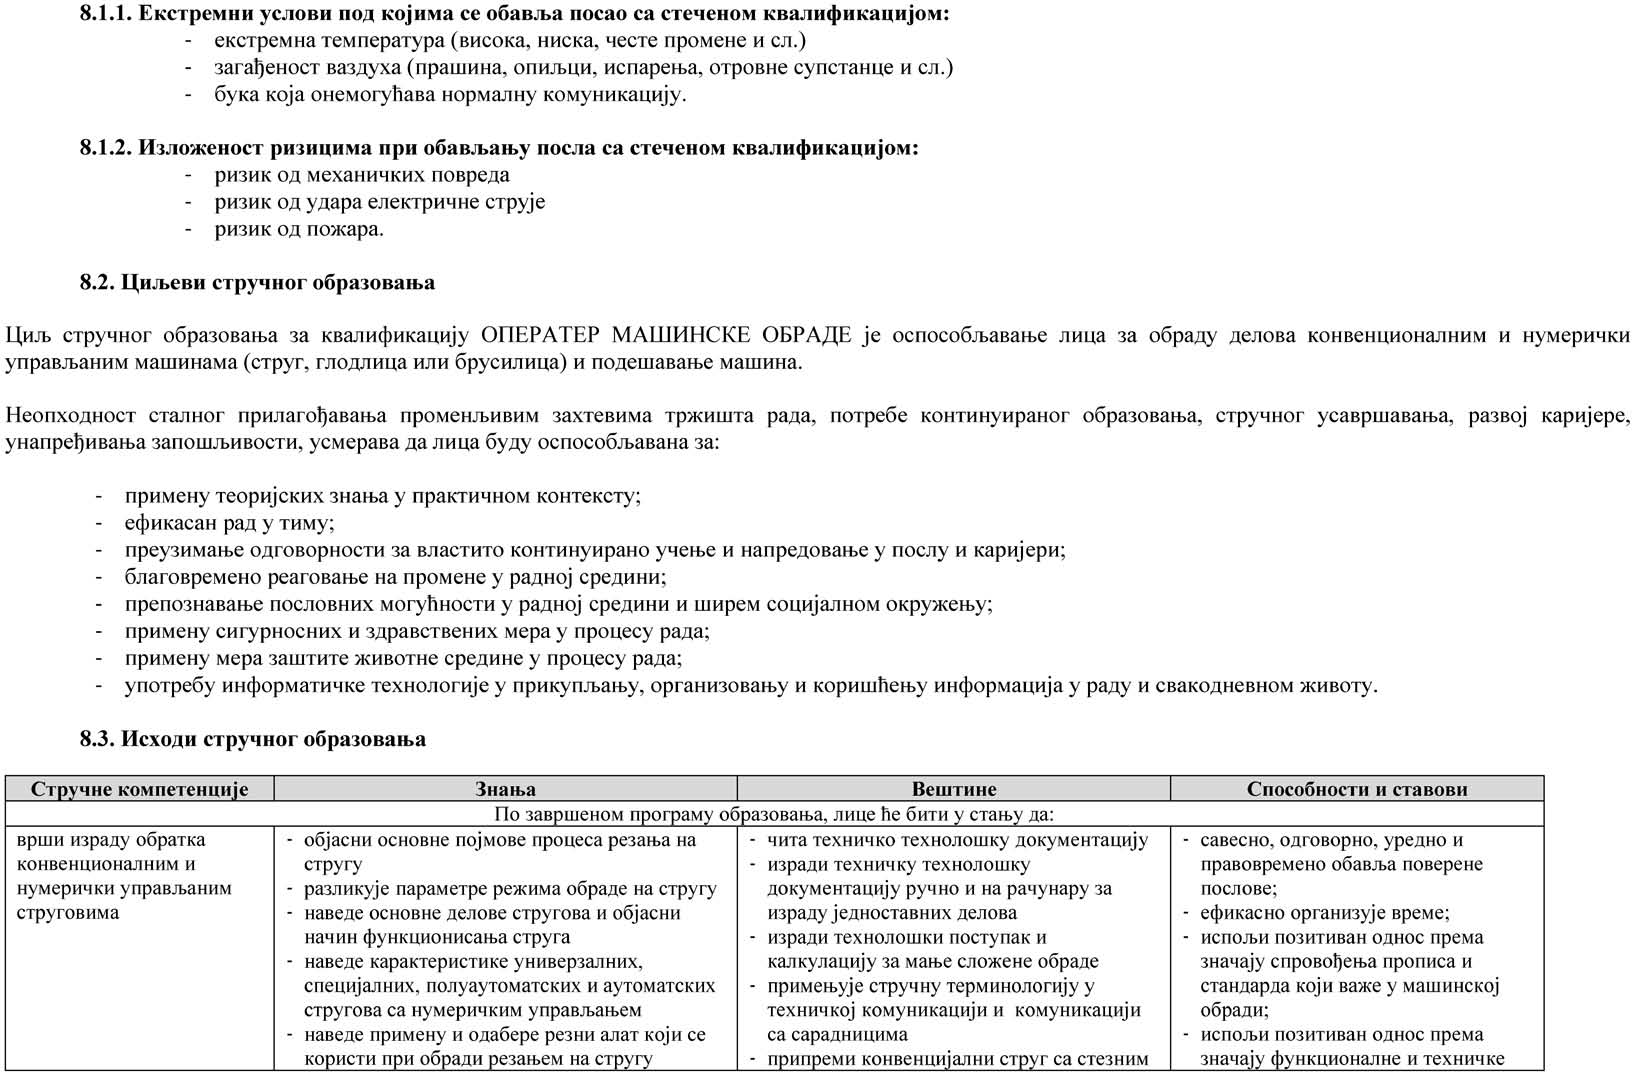 8.1.1. Екстремни услови под којима се обавља посао са стеченом квалификацијом:
- екстремна температура (висока, ниска, честе промене и сл.)
- загађеност ваздуха (прашина, опиљци, испарења, отровне супстанце и сл.)
- бука која онемогућава нормалну комуникацију.
8.1.2. Изложеност ризицима при обављању посла са стеченом квалификацијом:
- ризик од механичких повреда
- ризик од удара електричне струје
- ризик од пожара.
8.2. Циљеви стручног образовања
Циљ стручног образовања за квалификацију ОПЕРАТЕР МАШИНСКЕ ОБРАДЕ је оспособљавање лица за обраду делова конвенционалним и нумерички
управљаним машинама (струг, глодлица или брусилица) и подешавање машина.
Неопходност сталног прилагођавања променљивим захтевима тржишта рада, потребе континуираног образовања, стручног усавршавања, развој каријере,
унапређивања запошљивости, усмерава да лица буду оспособљавана за:
- примену теоријских знања у практичном контексту;
- ефикасан рад у тиму;
- преузимање одговорности за властито континуирано учење и напредовање у послу и каријери;
- благовремено реаговање на промене у радној средини;
- препознавање пословних могућности у радној средини и ширем социјалном окружењу;
- примену сигурносних и здравствених мера у процесу рада;
- примену мера заштите животне средине у процесу рада;
- употребу информатичке технологије у прикупљању, организовању и коришћењу информација у раду и свакодневном животу.
8.3. Исходи стручног образовања
Стручне компетенције
Знања
Вештине
Способности и ставови
По завршеном програму образовања, лице ће бити у стању да:
врши израду обратка
конвенционалним и
нумерички управљаним
струговима
- објасни основне појмове процеса резања на
стругу
- разликује параметре режима обраде на стругу
- наведе основне делове стругова и објасни
начин функционисања струга
- наведе карактеристике универзалних,
специјалних, полуаутоматских и аутоматских
стругова са нумеричким управљањем
- наведе примену и одабере резни алат који се
користи при обради резањем на стругу
- чита техничко технолошку документацију
- изради техничку технолошку
документацију ручно и на рачунару за
израду једноставних делова
- изради технолошки поступак и
калкулацију за мање сложене обраде
- примењује стручну терминологију у
техничкој комуникацији и комуникацији
са сарадницима
- припреми конвенцијални струг са стезним
- савесно, одговорно, уредно и
правовремено обавља поверене
послове;
- ефикасно организује време;
- испољи позитиван однос према
значају спровођења прописа и
стандарда који важе у машинској
обради;
- испољи позитиван однос према
значају функционалне и техничке